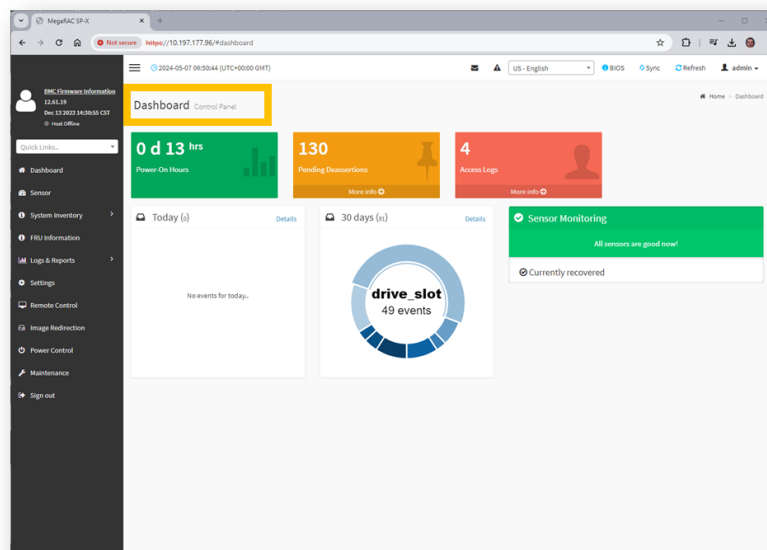 MegaRAC SP-X
Not secure https://10.197.177.96/#dashboard
2024-05-07 06:50:44 (UTC+00:00 GMT)
US - English
BIOS
Sync
Refresh
admin
BMC Firmware Information
12.61.19
Dec 13 2023 14:30:55 CST
Host Offline
Quick Links...
Dashboard
Sensor
System Inventory
FRU Information
Logs & Reports
Settings
Remote Control
Image Redirection
Power Control
Maintenance
Sign out
Dashboard Control Panel
Home > Dashboard
0 d 13 hrs
Power-On Hours
130
Pending Deassertions
More info
4
Access Logs
More info
Today (0)
Details
No events for today..
30 days (91)
Details
drive_slot
49 events
Sensor Monitoring
All sensors are good now!
Currently recovered